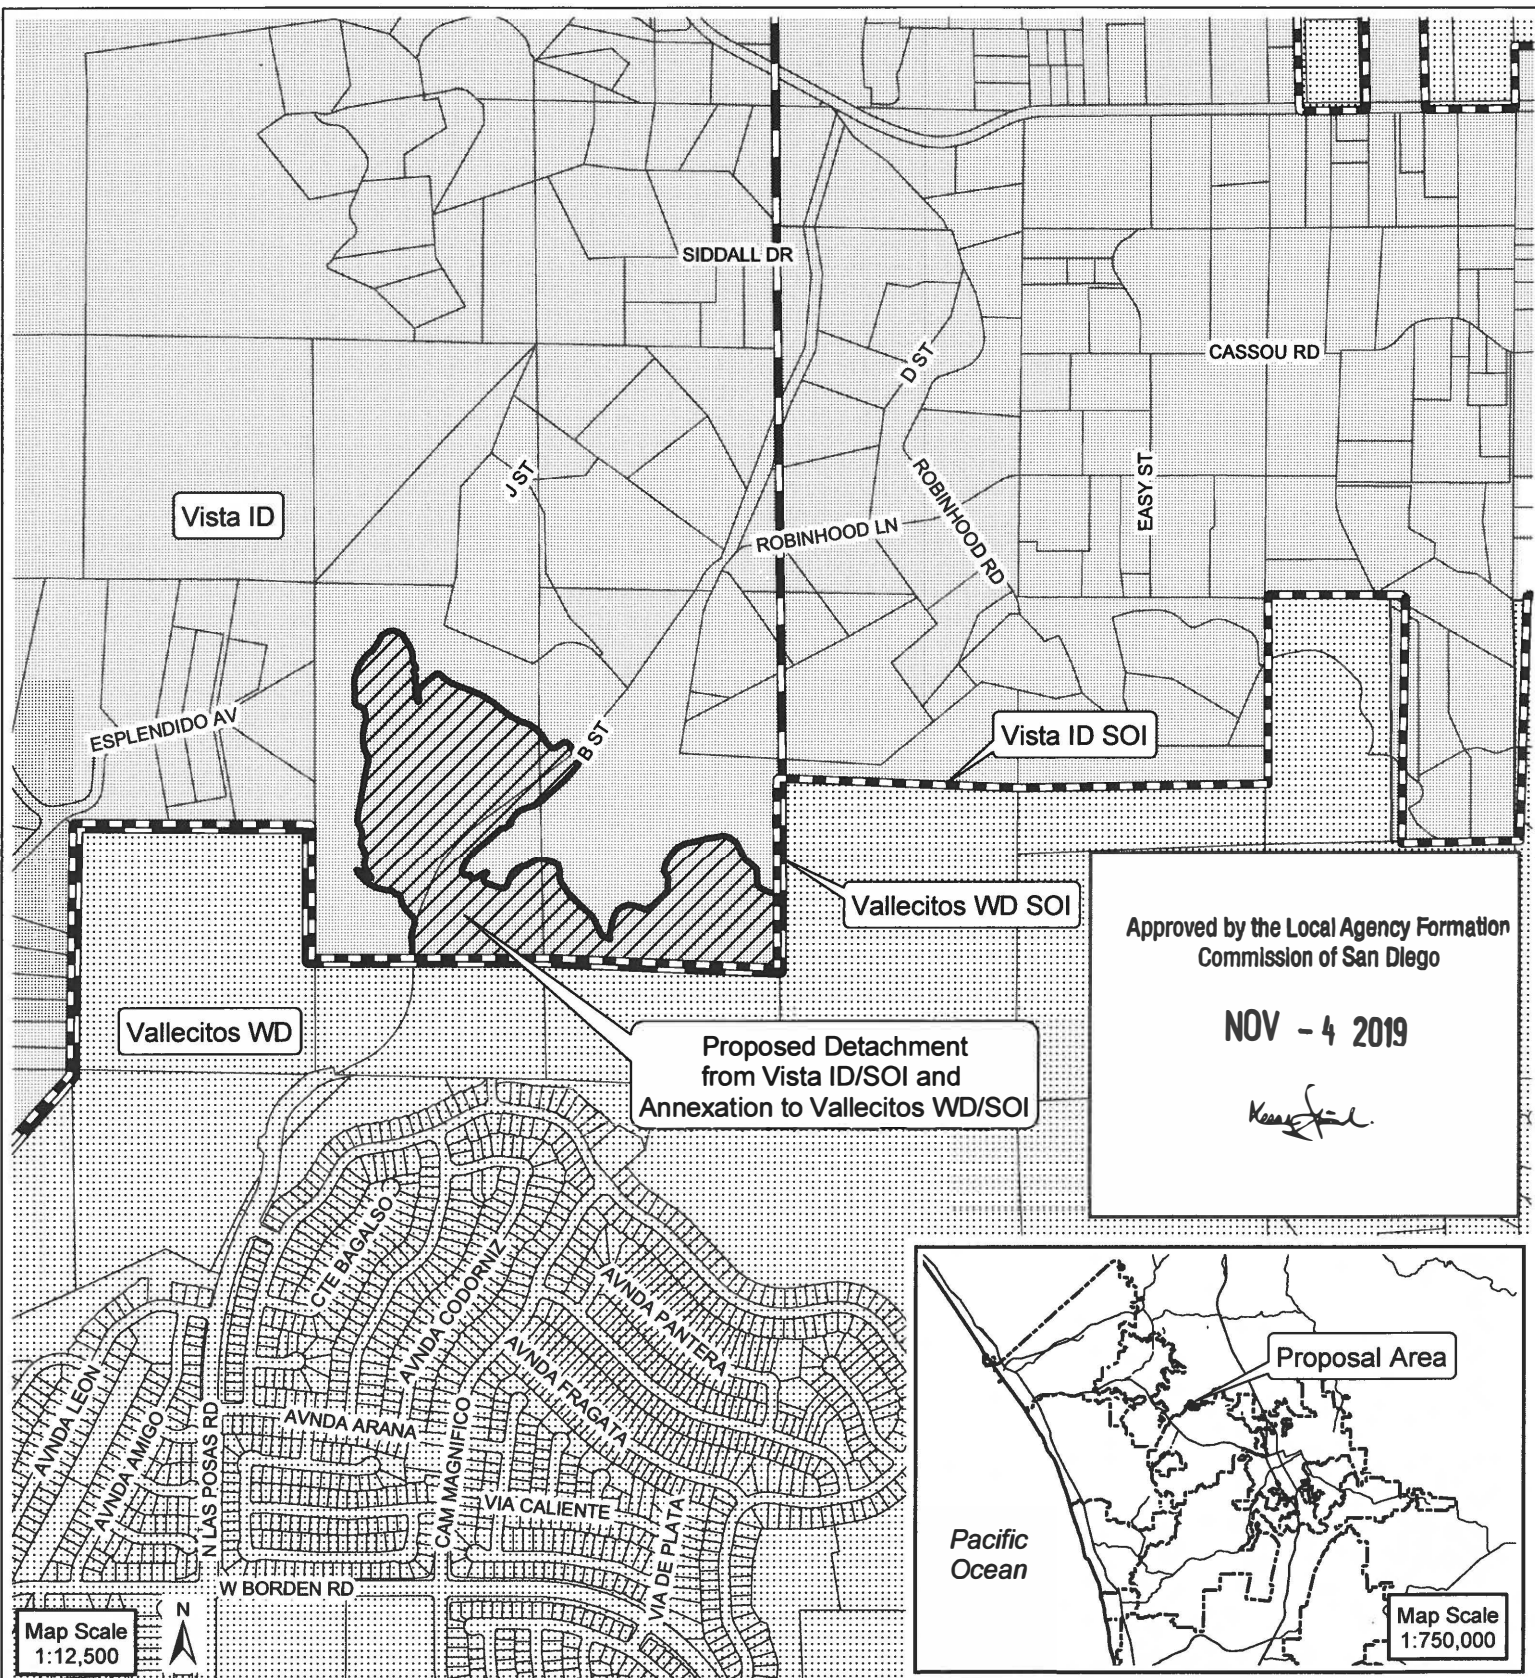 SIDDALL DR
CASSOU RD
D ST
J ST
EASY ST
Vista ID
ROBINHOOD LN
ROBINHOOD RD
ESPLENDIDO AV
B ST
Vista ID SOI
Vallecitos WD SOI
Approved by the Local Agency Formation
Commission of San Diego
NOV - 4 2019
Vallecitos WD
Proposed Detachment
from Vista ID/SOI and
Annexation to Vallecitos WD/SOI
CTE BAGALSO
AVNDA CODORNIZ
AVNDA PANTERA
AVNDA FRAGATA
AVNDA LEON
AVNDA AMIGO
N LAS POSAS RD
AVNDA ARANA
CAM MAGNIFICO
VIA CALIENTE
VIA DE PLATA
W BORDEN RD
Proposal Area
Pacific
Ocean
N
Map Scale
1:12,500
Map Scale
1:750,000